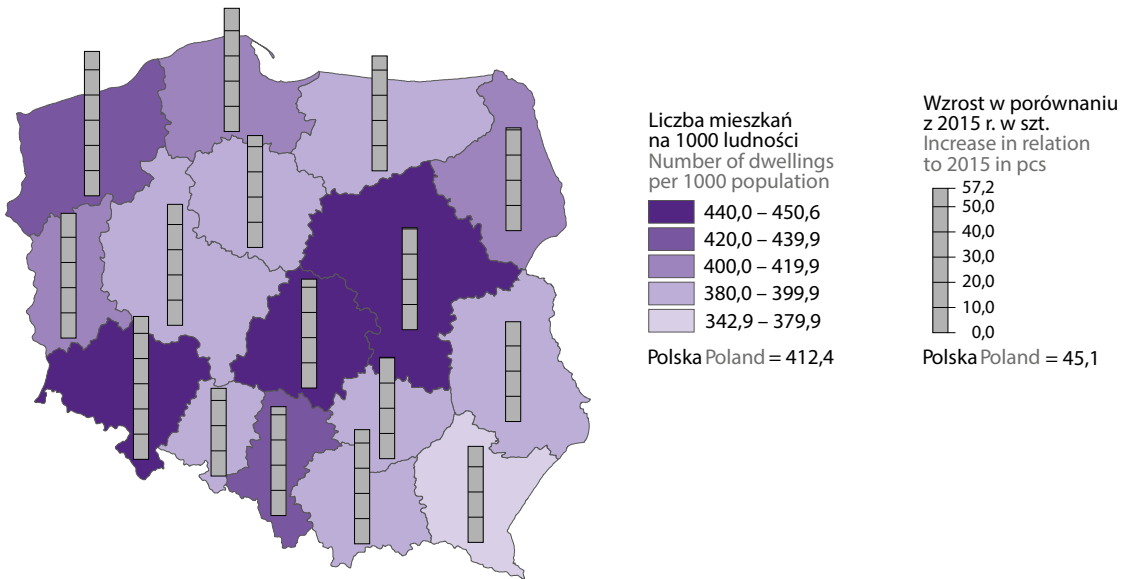 Liczba mieszkań
na 1000 ludności
Number of dwellings
per 1000 population
440,0 – 450,6
420,0 – 439,9
400,0 – 419,9
380,0 – 399,9
342,9 – 379,9
Polska Poland = 412,4
Wzrost w porównaniu
z 2015 r. w szt.
Increase in relation
to 2015 in pcs
57,2
50,0
40,0
30,0
20,0
10,0
0,0
Polska Poland = 45,1